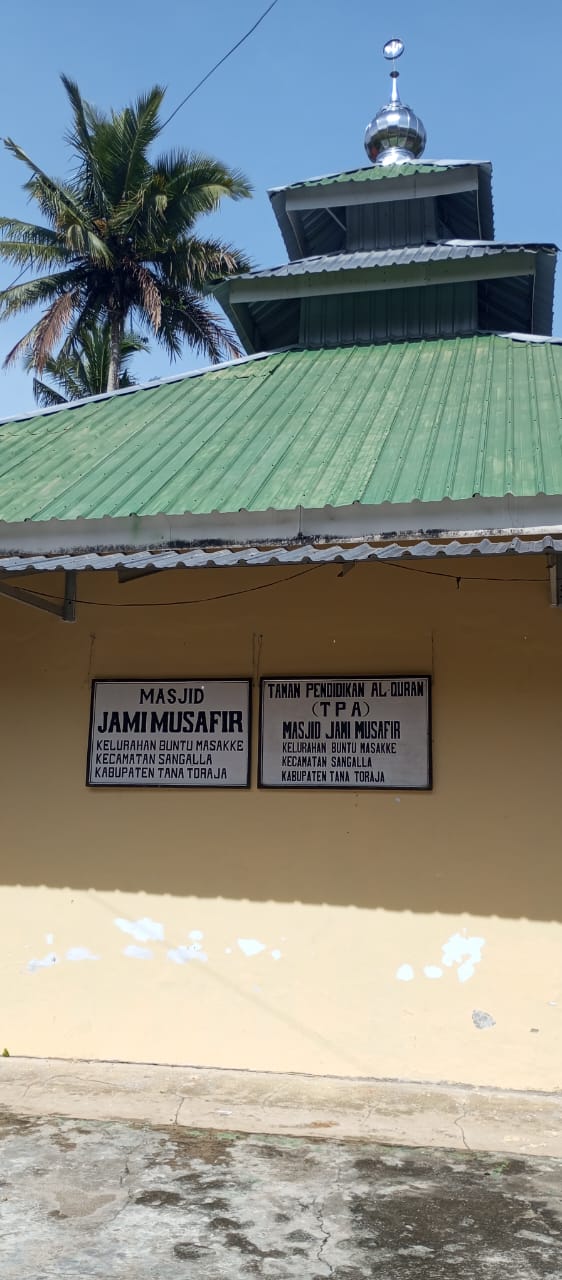 MASJID
JAMI MUSAFIR
KELURAHAN BUNTU MASAKKE
KECAMATAN SANGALLA
KABUPATEN TANA TORAJA
TAMAN PENDIDIKAN AL-QURAN
(TPA)
MASJID JAMI MUSAFIR
KELURAHAN BUNTU MASAKKE
KECAMATAN SANGALLA
KABUPATEN TANA TORAJA